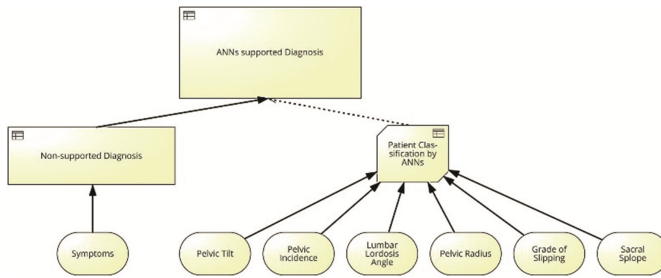 ANNs supported Diagnosis
Non-supported Diagnosis
Patient Clas-
sification by
ANNs
Symptoms
Pelvic Tilt
Pelvic
Incidence
Lumbar
Lordosis
Angle
Pelvic Radius
Grade of
Slipping
Sacral
Splope